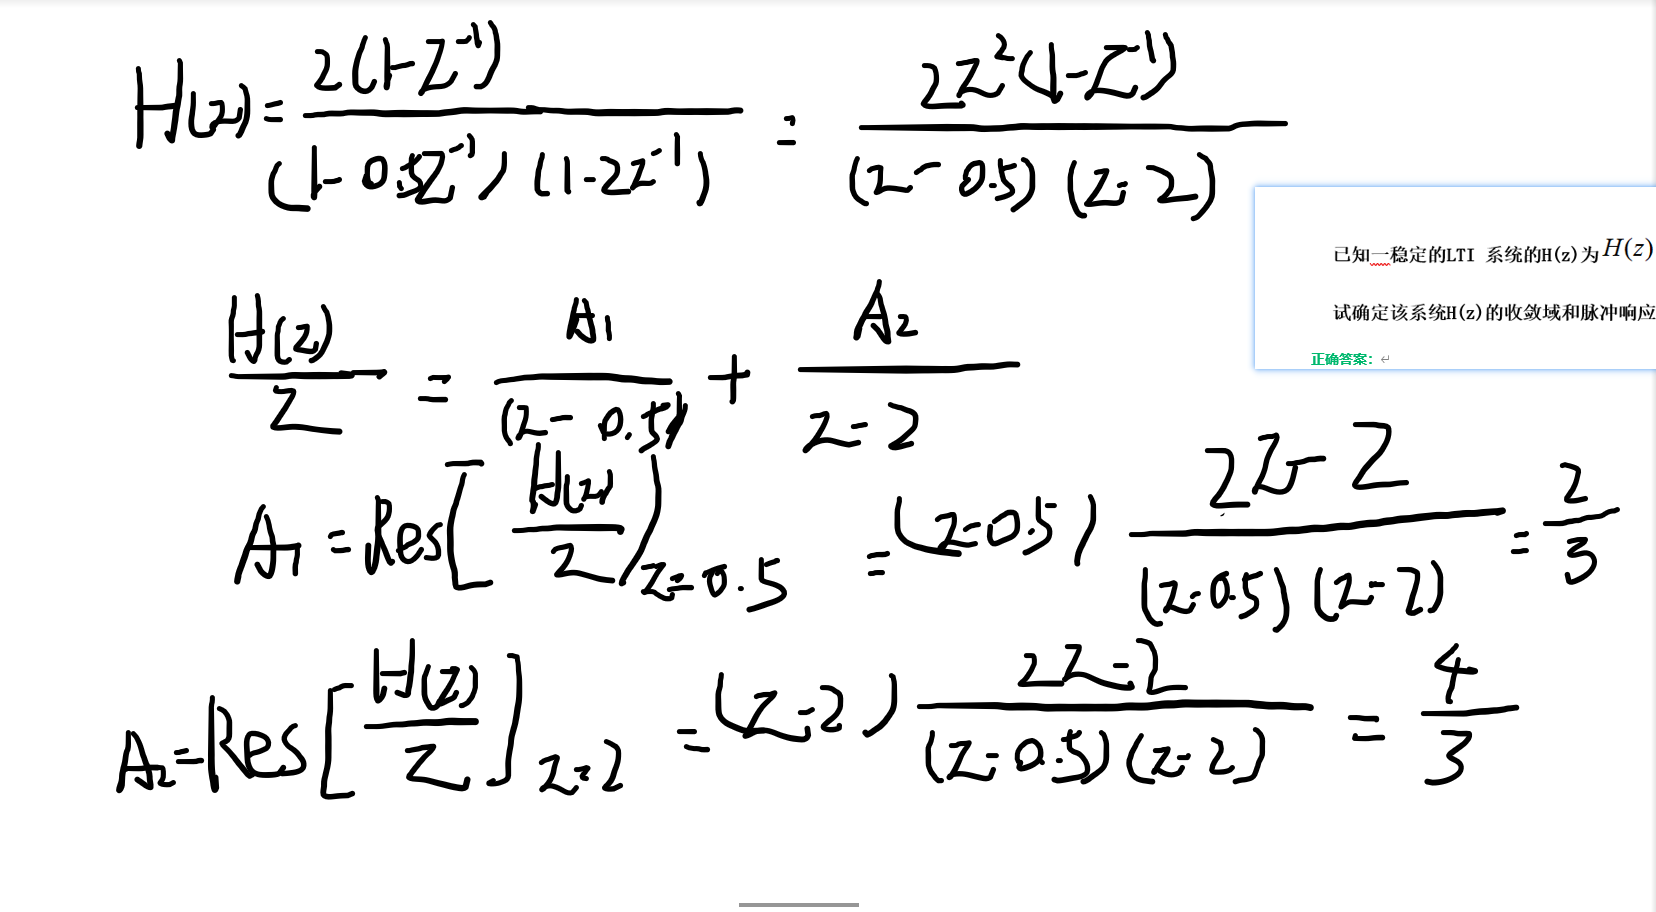 H(z) = 2(1-z⁻¹) / (1-0.5z⁻¹)(1-2z⁻¹) = 2z²(1-z⁻¹) / (z-0.5)(z-2)
已知一稳定的LTI 系统的H(z)为H(z)
试确定该系统H(z)的收敛域和脉冲响应
正确答案：
H(z)/z = A₁/(z-0.5) + A₂/z-2
A₁ = Res[H(z)/z]z=0.5 = (z-0.5) 2z-2 / (z-0.5)(z-2) = 2/3
A₂ = Res[H(z)/z]z=2 = (z-2) 2z-2 / (z-0.5)(z-2) = 4/3